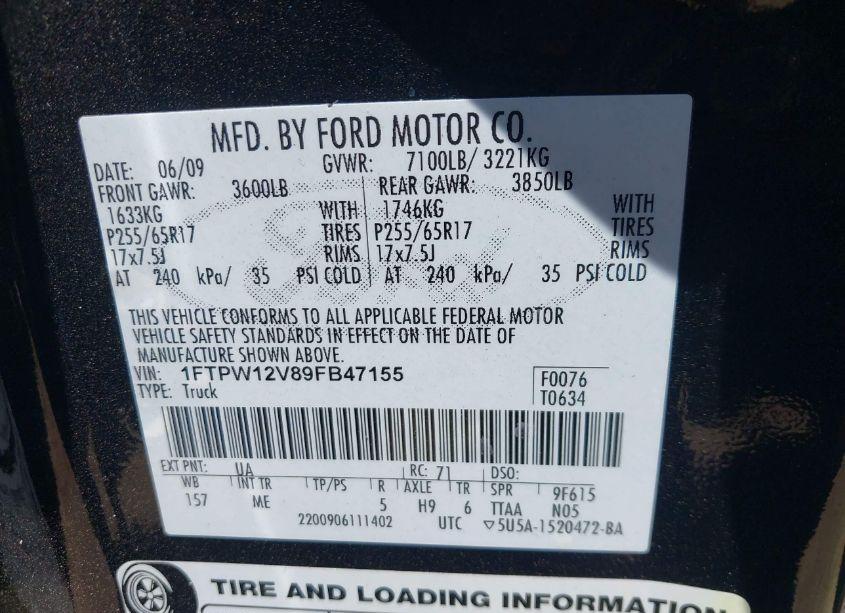 MFD. BY FORD MOTOR CO.
DATE: 06/09 GVWR: 7100LB/ 3221KG
FRONT GAWR: 3600LB REAR GAWR: 3850LB
1633KG WITH 1746KG WITH
P255/65R17 TIRES P255/65R17 TIRES
17x7.5J RIMS 17x7.5J RIMS
AT 240 kPa/ 35 PSI COLD AT 240 kPa/ 35 PSI COLD
THIS VEHICLE CONFORMS TO ALL APPLICABLE FEDERAL MOTOR
VEHICLE SAFETY STANDARDS IN EFFECT ON THE DATE OF
MANUFACTURE SHOWN ABOVE.
VIN: 1FTPW12V89FB47155 F0076
TYPE: Truck T0634
EXT PNT: UA RC: 71 DSO:
WB INT TR TP/PS R AXLE TR SPR 9F615
157 ME 5 H9 6 TTAA N05
2200906111402 UTC ▽5U5A-1520472-BA
TIRE AND LOADING INFORMATION